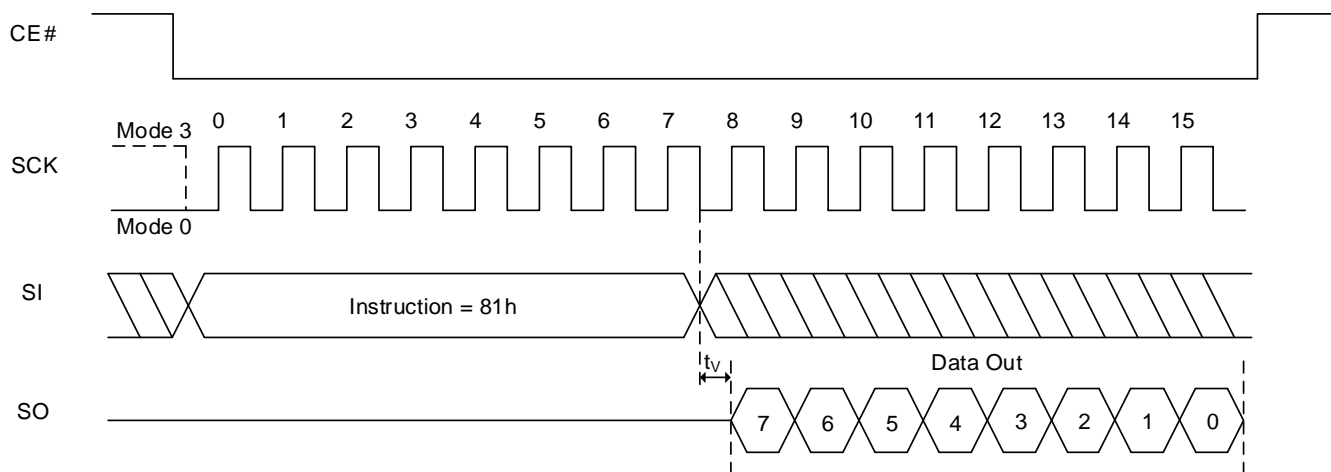 CE#
Mode 3
0 1 2 3 4 5 6 7 8 9 10 11 12 13 14 15
SCK
Mode 0
SI
Instruction = 81h
tV
Data Out
SO
7 6 5 4 3 2 1 0